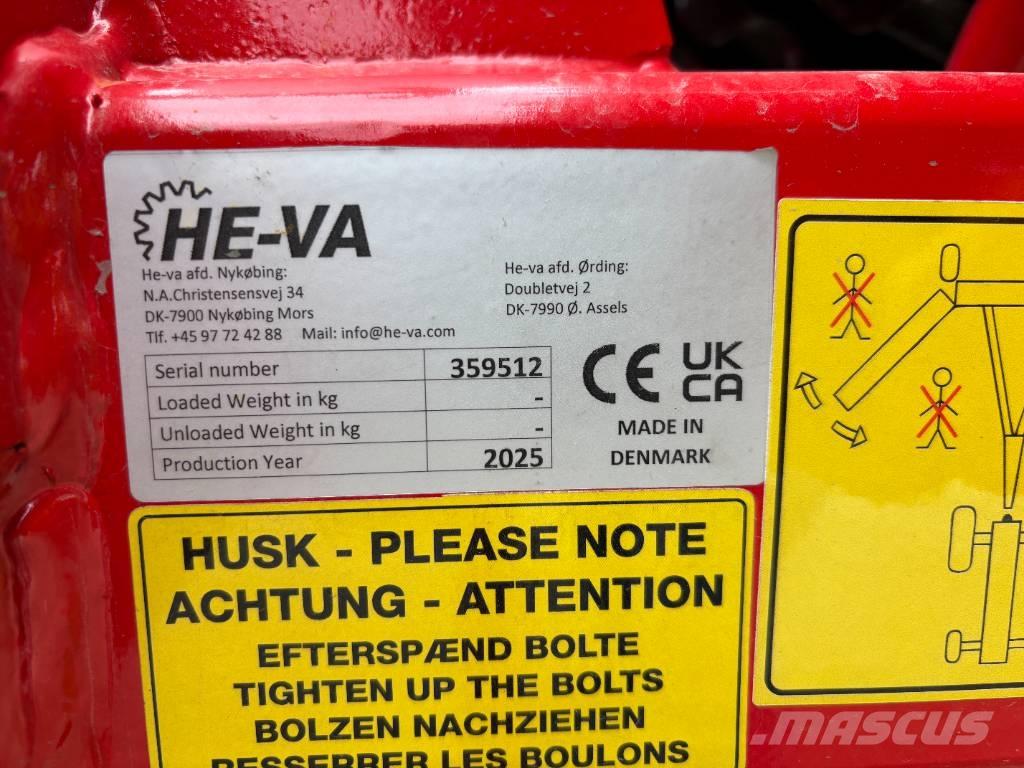 HE-VA
He-va afd. Nykøbing:
N.A.Christensensvej 34
DK-7900 Nykøbing Mors
Tlf. +45 97 72 42 88 Mail: info@he-va.com
He-va afd. Ørding:
Doubletvej 2
DK-7990 Ø. Assels
Serial number 359512
Loaded Weight in kg -
Unloaded Weight in kg -
Production Year 2025
CE UK
CA
MADE IN
DENMARK
HUSK - PLEASE NOTE
ACHTUNG - ATTENTION
EFTERSPÆND BOLTE
TIGHTEN UP THE BOLTS
BOLZEN NACHZIEHEN
RESSERRER LES BOULONS
MASCUS